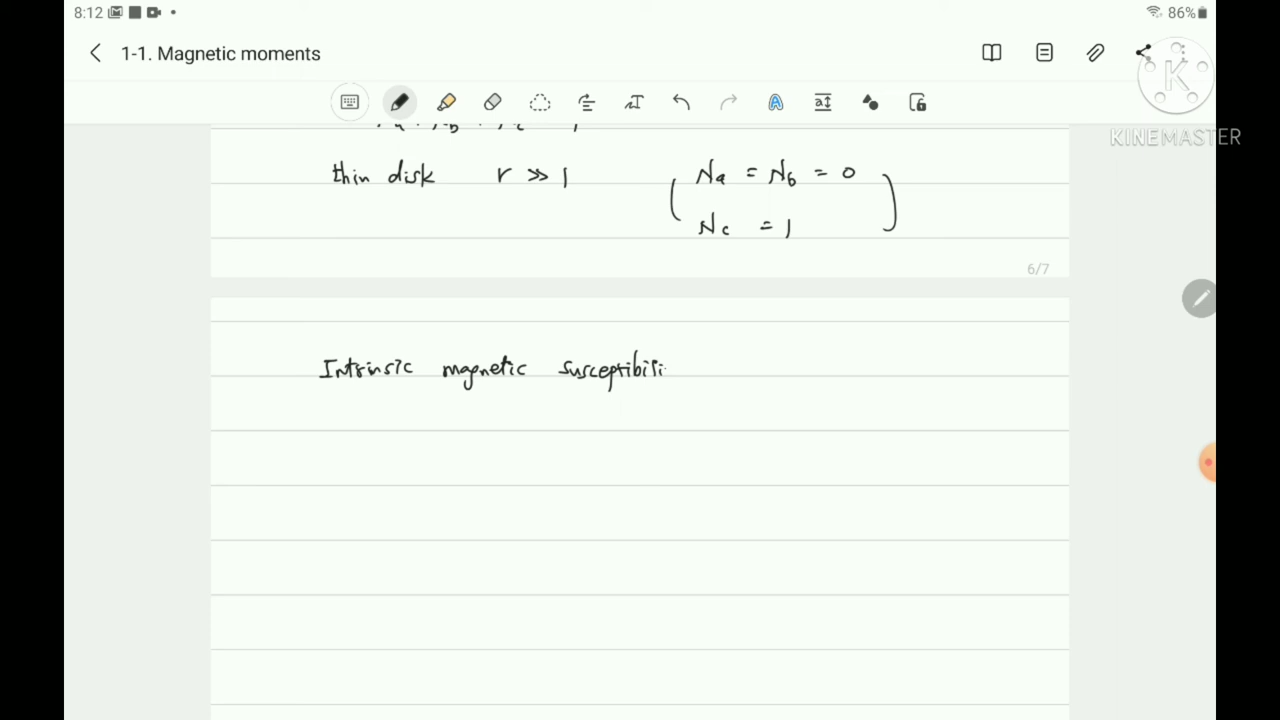 8:12
86%
1-1. Magnetic moments
K
KINEMASTER
thin disk r ≫ 1 ( Na = Nb = 0
Nc = 1 )
6/7
Intrinsic magnetic susceptibili